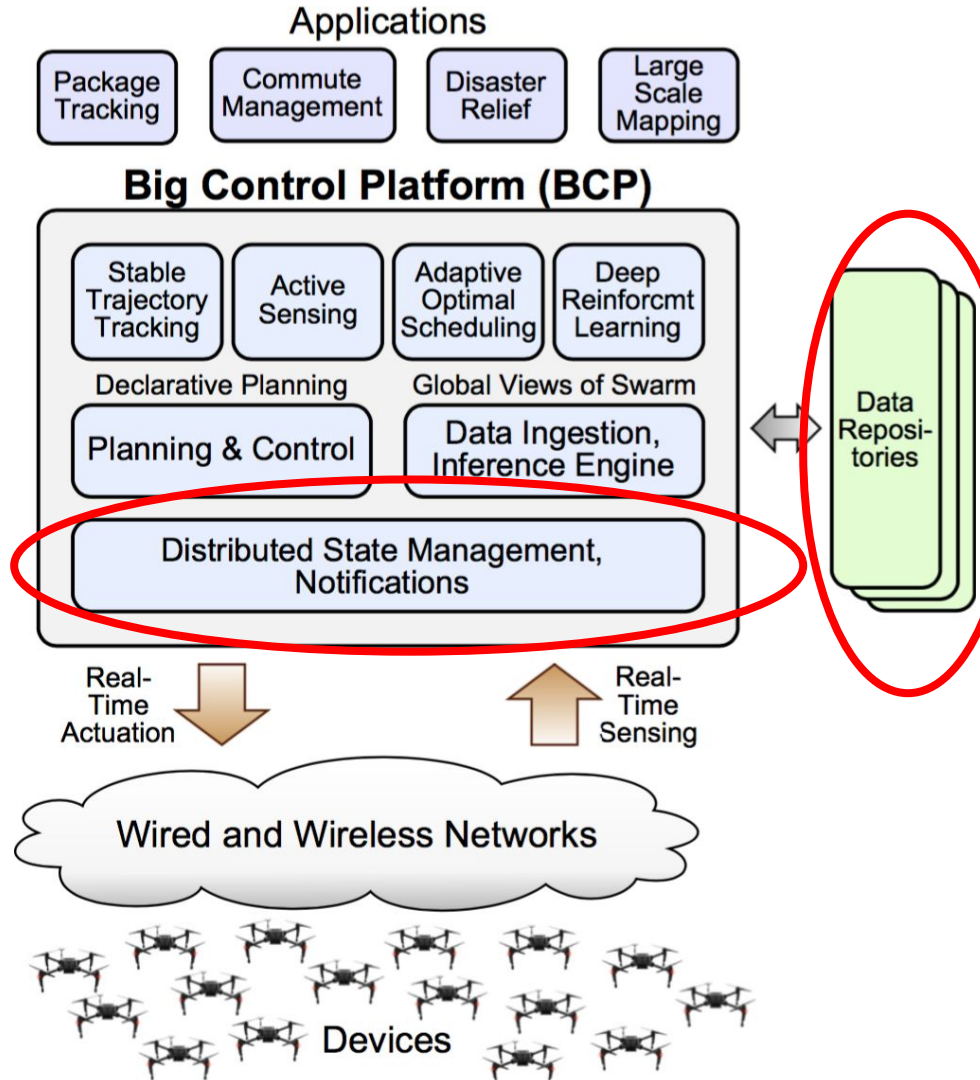 Applications
Package
Tracking
Commute
Management
Disaster
Relief
Large
Scale
Mapping
Big Control Platform (BCP)
Stable
Trajectory
Tracking
Active
Sensing
Adaptive
Optimal
Scheduling
Deep
Reinforcmt
Learning
Declarative Planning
Global Views of Swarm
Planning & Control
Data Ingestion,
Inference Engine
Distributed State Management,
Notifications
Data
Reposi-
tories
Real-
Time
Actuation
Real-
Time
Sensing
Wired and Wireless Networks
Devices